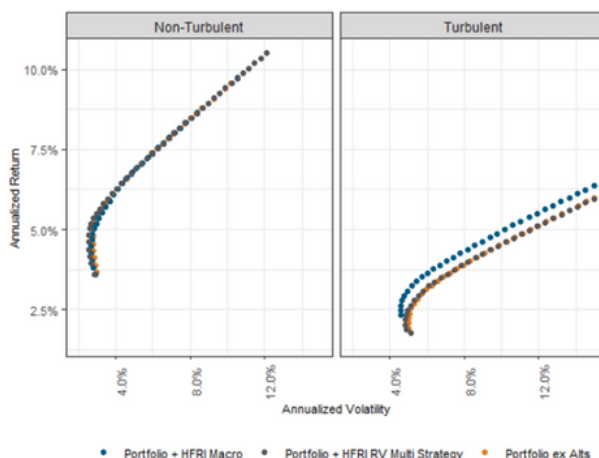 Non-Turbulent Turbulent
10.0%
7.5%
5.0%
2.5%
Annualized Return
4.0% 8.0% 12.0% 4.0% 8.0% 12.0%
Annualized Volatility
Portfolio + HFRI Macro Portfolio + HFRI RV Multi Strategy Portfolio ex Alts